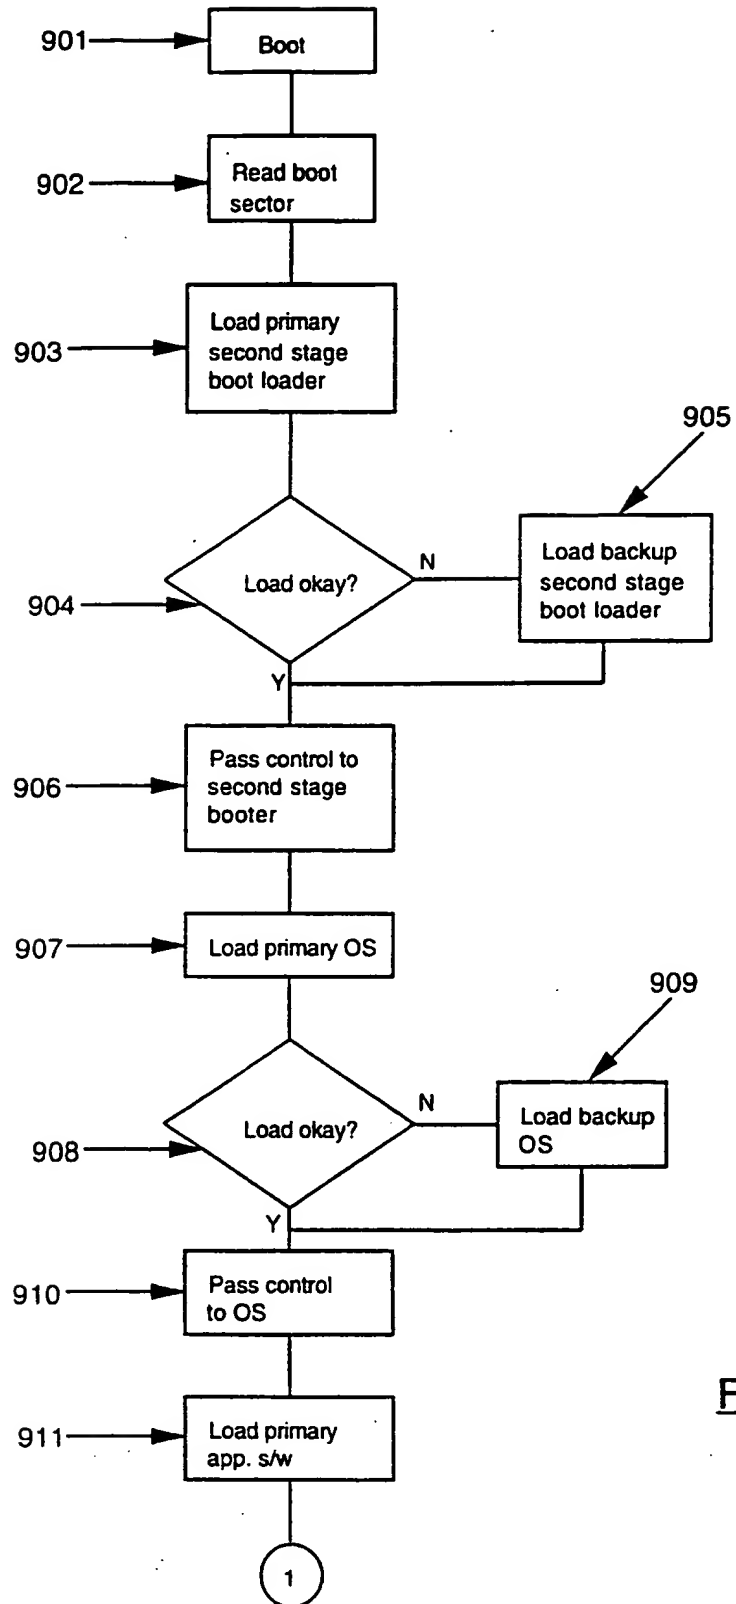 901
Boot
902
Read boot
sector
903
Load primary
second stage
boot loader
905
904
Load okay?
N
Load backup
second stage
boot loader
Y
906
Pass control to
second stage
booter
907
Load primary OS
909
908
Load okay?
N
Load backup
OS
Y
910
Pass control
to OS
911
Load primary
app. s/w
1